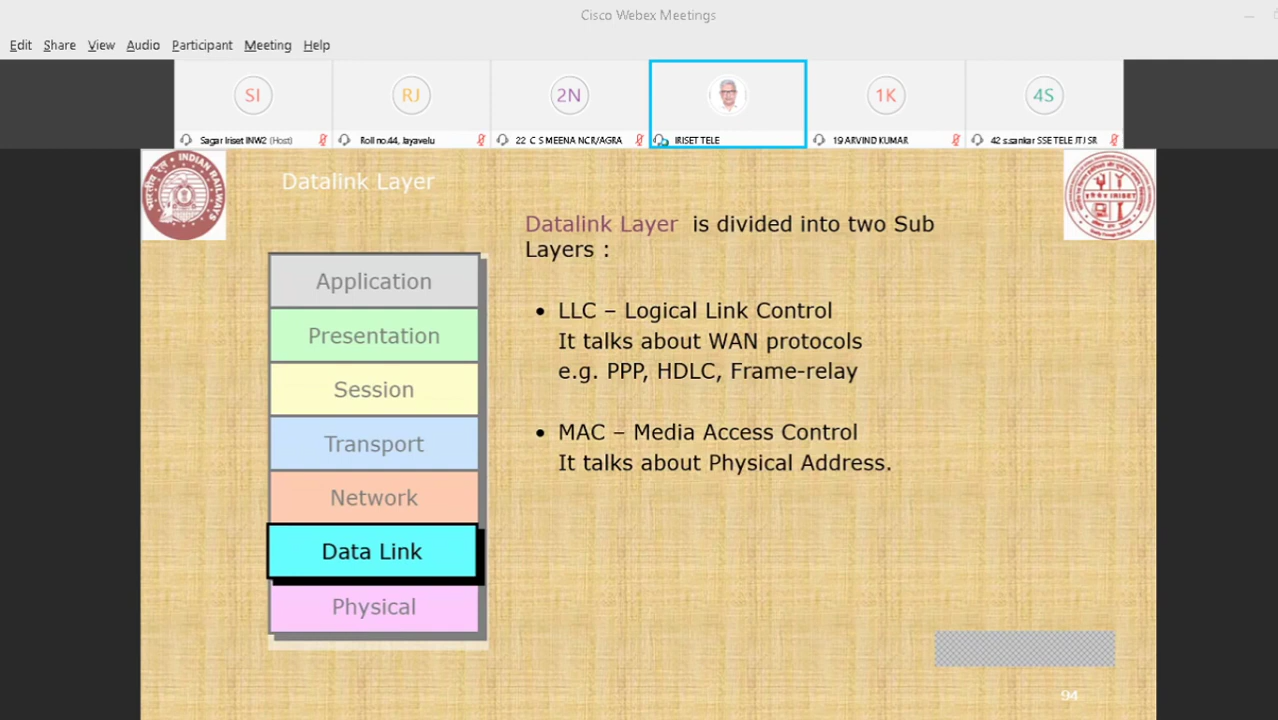 Cisco Webex Meetings
Edit Share View Audio Participant Meeting Help
SI RJ 2N 1K 4S
Sagar Iriset INW2 (Host) Roll no.44, Jayavelu 22 C S MEENA NCR/AGRA IRISET TELE 19 ARVIND KUMAR 42 s.sankar SSE TELE JTJ SR
INDIAN RAILWAYS
भारतीय रेल
Datalink Layer
Datalink Layer is divided into two Sub
Layers :
Application
Presentation
Session
Transport
Network
Data Link
Physical
• LLC – Logical Link Control
It talks about WAN protocols
e.g. PPP, HDLC, Frame-relay
• MAC – Media Access Control
It talks about Physical Address.
94